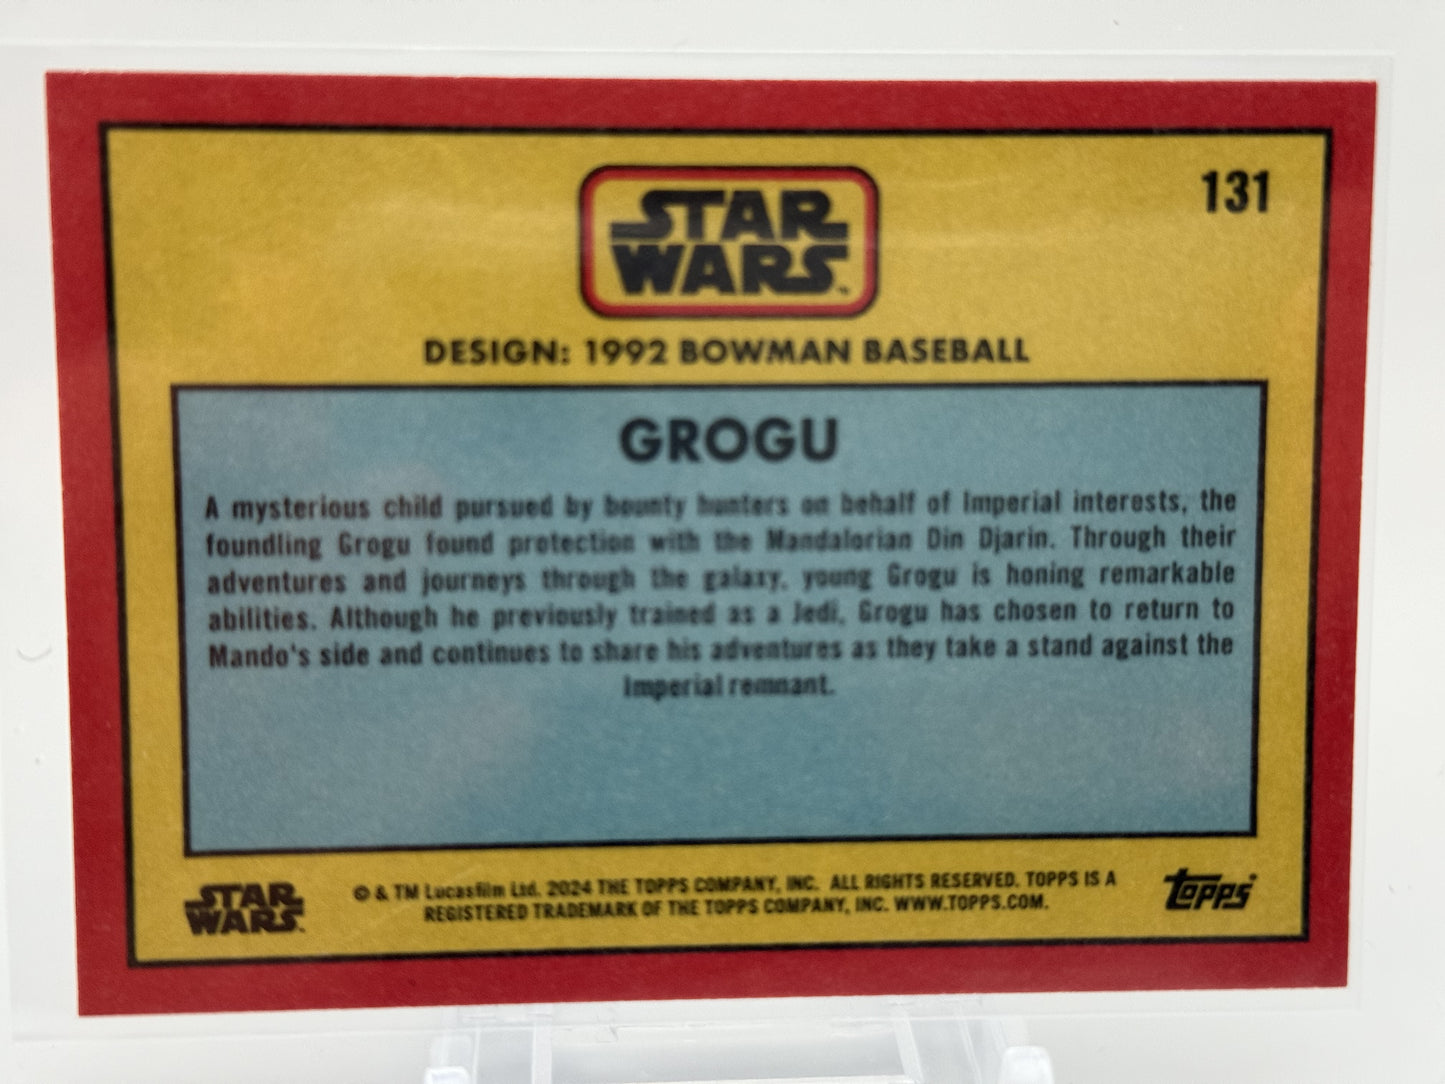 131
STAR
WARS
DESIGN: 1992 BOWMAN BASEBALL
GROGU
A mysterious child pursued by bounty hunters on behalf of Imperial interests, the
foundling Grogu found protection with the Mandalorian Din Djarin. Through their
adventures and journeys through the galaxy, young Grogu is honing remarkable
abilities. Although he previously trained as a Jedi, Grogu has chosen to return to
Mando's side and continues to share his adventures as they take a stand against the
Imperial remnant.
STAR
WARS
© & TM Lucasfilm Ltd. 2024 THE TOPPS COMPANY, INC. ALL RIGHTS RESERVED. TOPPS IS A
REGISTERED TRADEMARK OF THE TOPPS COMPANY, INC. WWW.TOPPS.COM.
topps